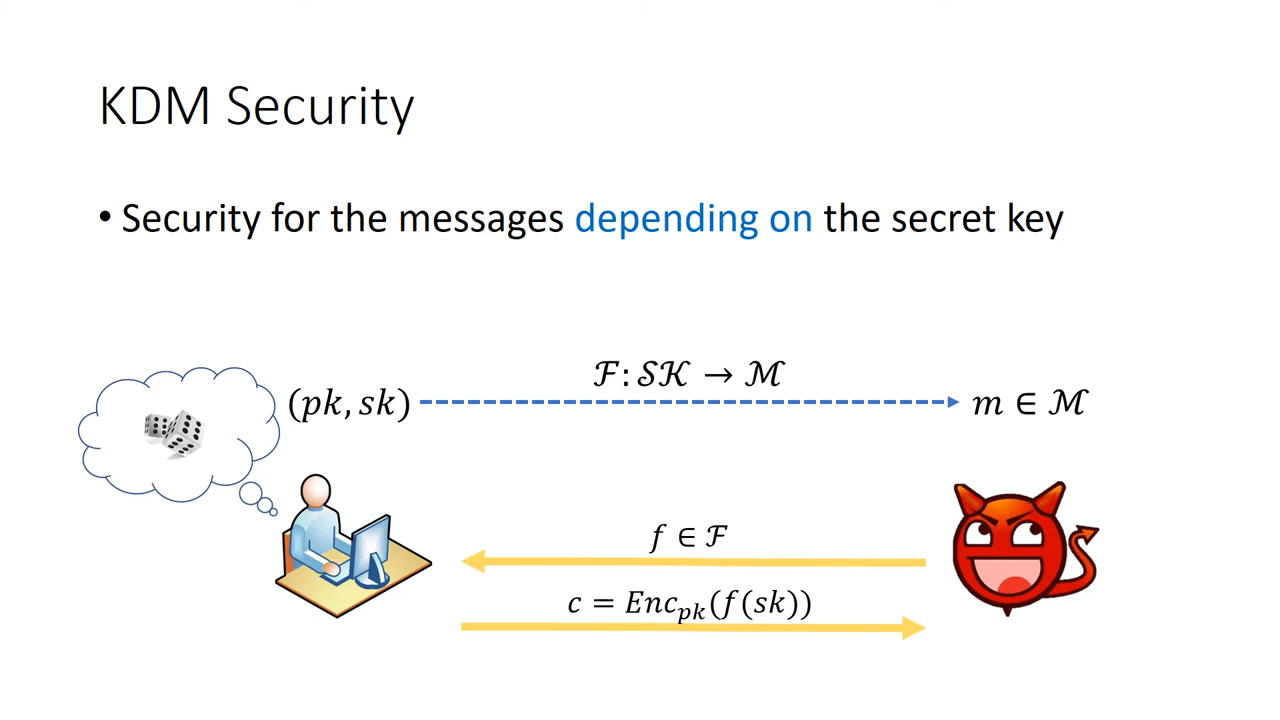 KDM Security
• Security for the messages depending on the secret key
ℱ: 𝒮𝒦 → ℳ
(pk, sk)
m ∈ ℳ
f ∈ ℱ
c = Enc_pk(f(sk))